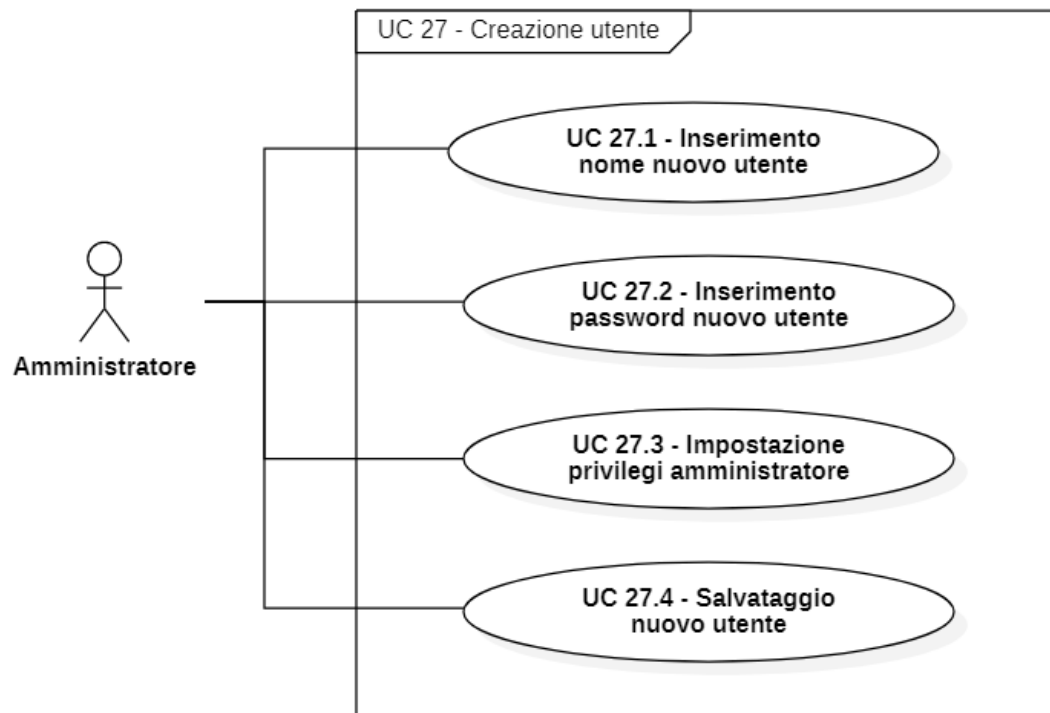 UC 27 - Creazione utente
UC 27.1 - Inserimento
nome nuovo utente
UC 27.2 - Inserimento
password nuovo utente
Amministratore
UC 27.3 - Impostazione
privilegi amministratore
UC 27.4 - Salvataggio
nuovo utente